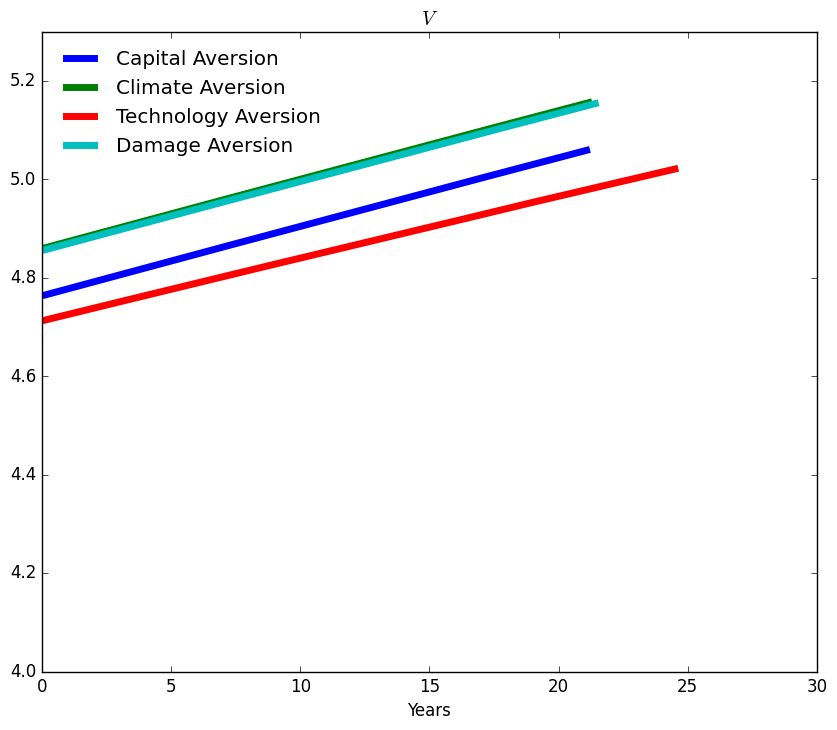 V
Capital Aversion
Climate Aversion
Technology Aversion
Damage Aversion
5.2
5.0
4.8
4.6
4.4
4.2
4.0
0 5 10 15 20 25 30
Years